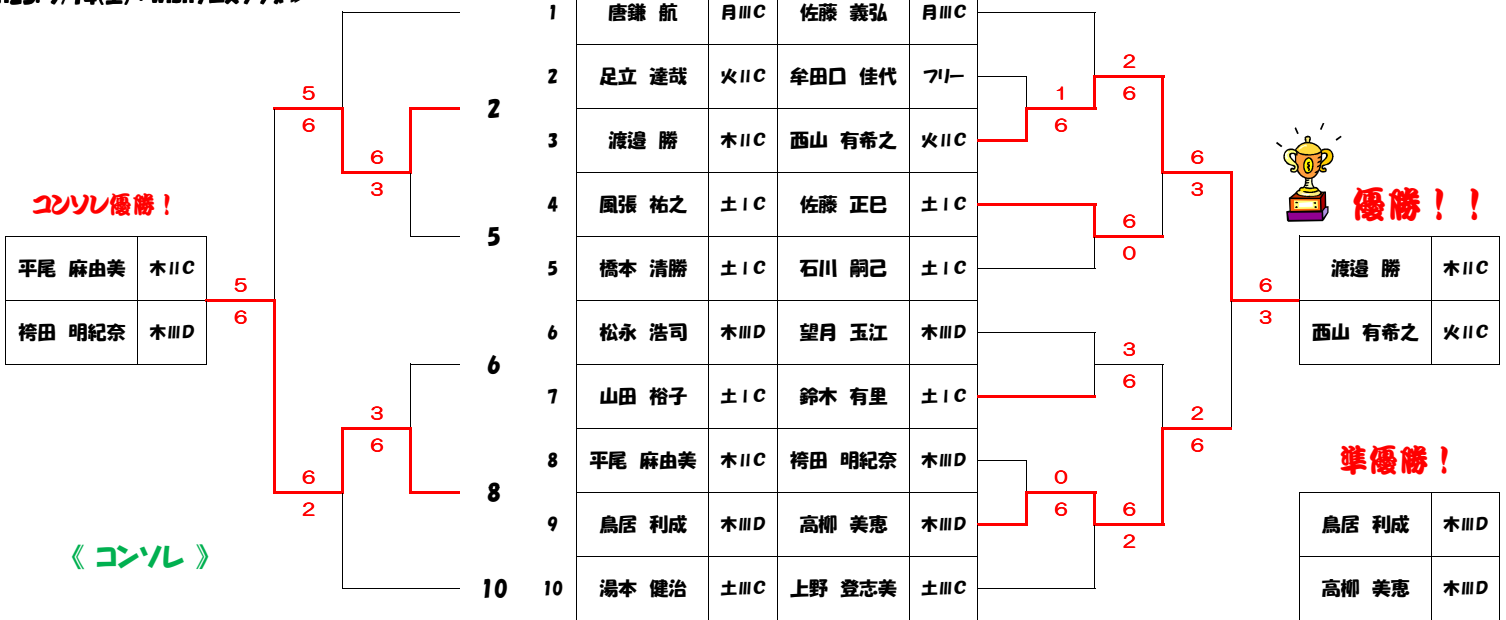 1 唐鎌 航 月ⅢC 佐藤 義弘 月ⅢC
2 足立 達哉 火ⅡC 牟田口 佳代 フリー
3 渡邉 勝 木ⅡC 西山 有希之 火ⅡC
4 風張 祐之 土ⅠC 佐藤 正巳 土ⅠC
5 橋本 清勝 土ⅠC 石川 嗣己 土ⅠC
6 松永 浩司 木ⅢD 望月 玉江 木ⅢD
7 山田 裕子 土ⅠC 鈴木 有里 土ⅠC
8 平尾 麻由美 木ⅡC 袴田 明紀奈 木ⅢD
9 鳥居 利成 木ⅢD 高柳 美恵 木ⅢD
10 湯本 健治 土ⅢC 上野 登志美 土ⅢC
5
6
2
6
3
5
コンソレ優勝！
平尾 麻由美 木ⅡC
袴田 明紀奈 木ⅢD
5
6
6
3
6
8
6
2
10
《 コンソレ 》
2
6
1
6
6
3
6
0
6
3
3
6
2
6
0
6
6
2
優勝！！
渡邉 勝 木ⅡC
西山 有希之 火ⅡC
準優勝！
鳥居 利成 木ⅢD
高柳 美恵 木ⅢD